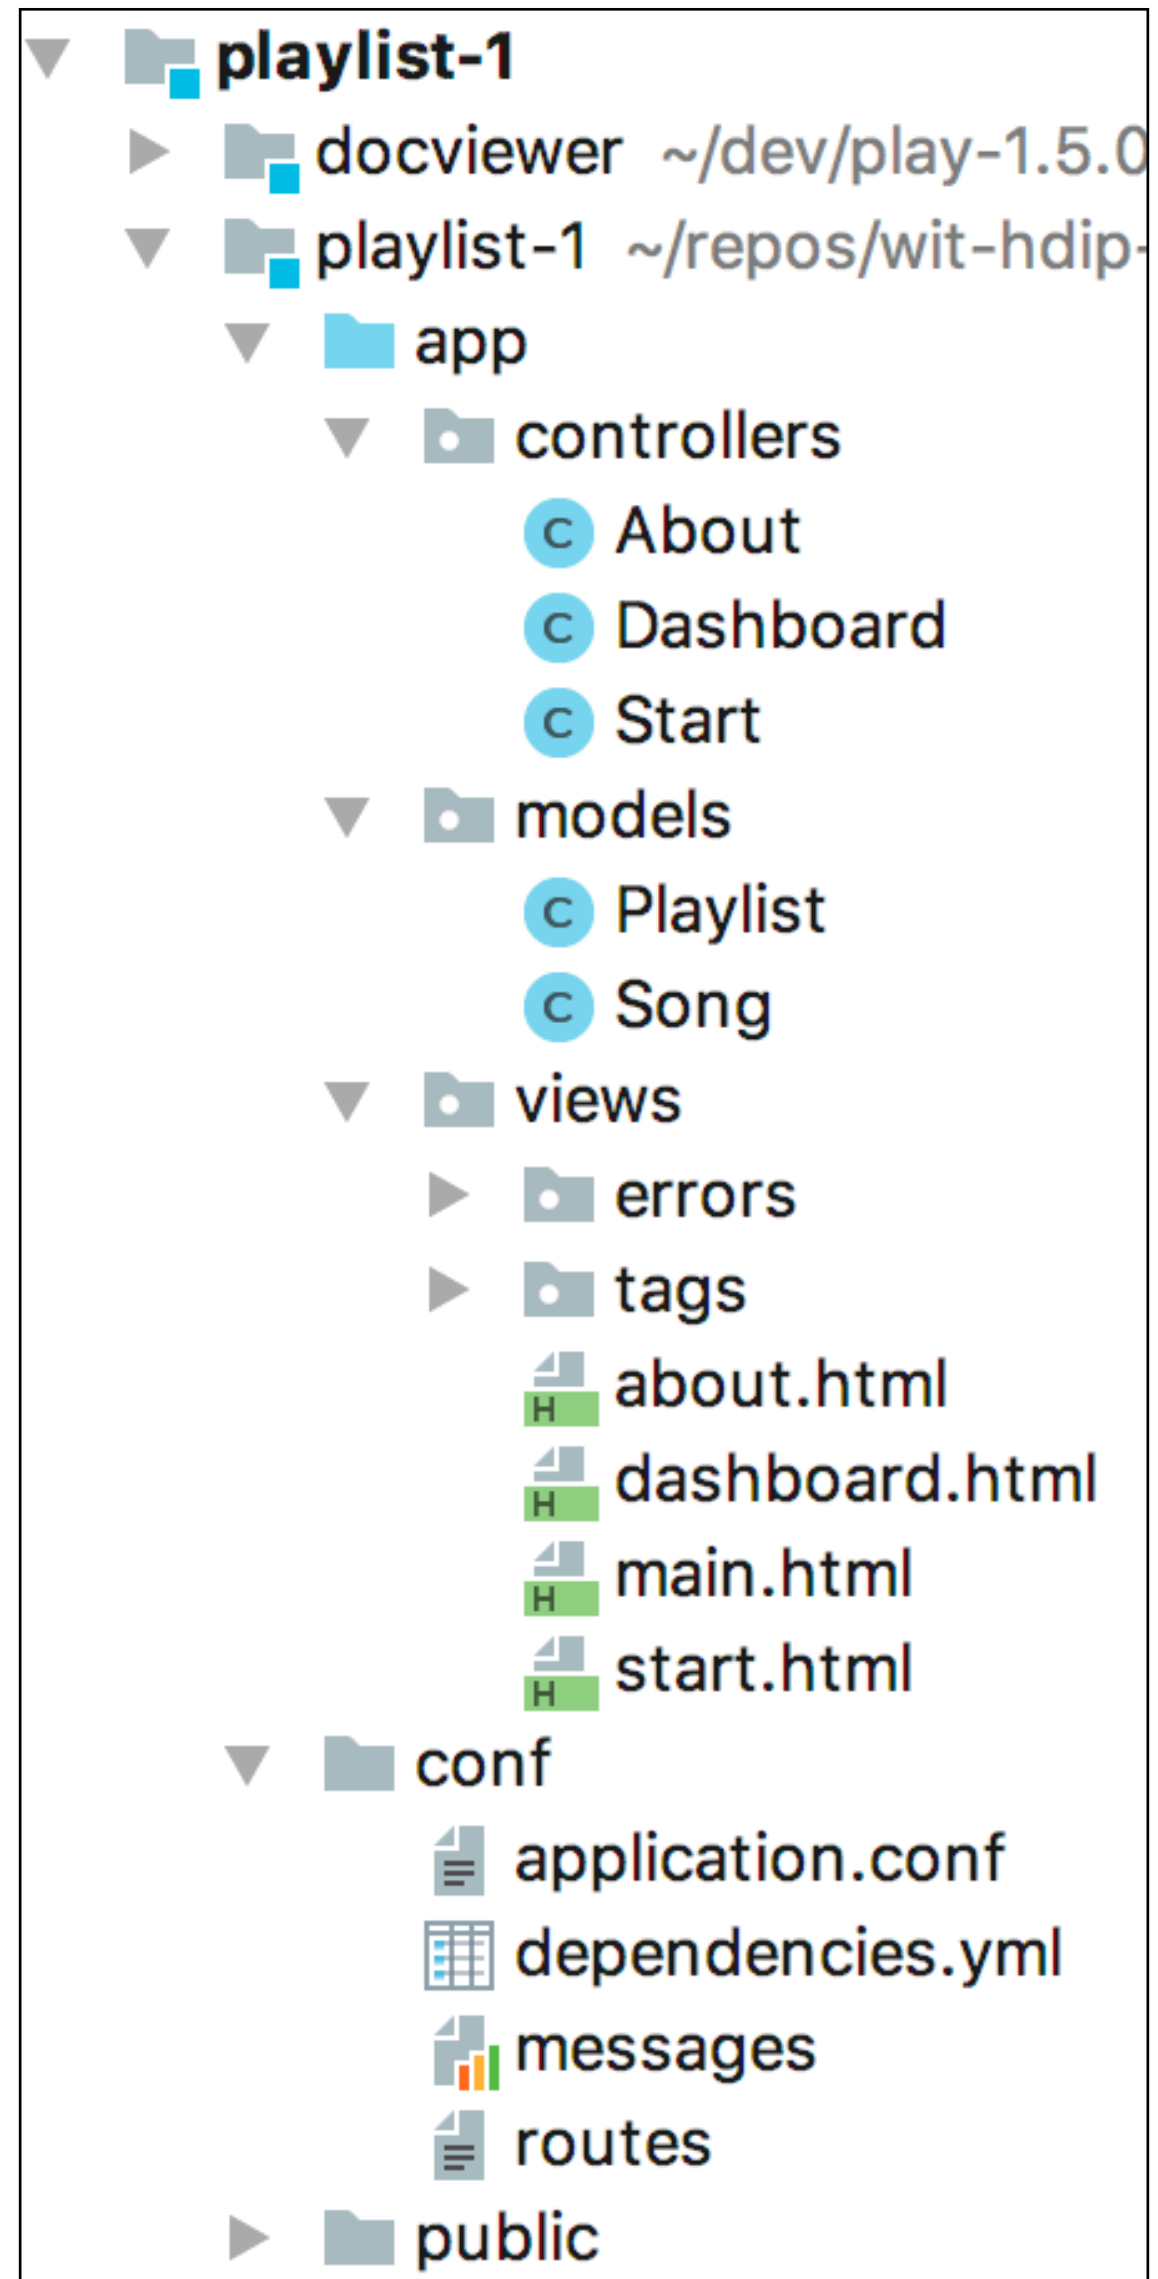 playlist-1
docviewer ~/dev/play-1.5.0
playlist-1 ~/repos/wit-hdip-
app
controllers
C About
C Dashboard
C Start
models
C Playlist
C Song
views
errors
tags
H about.html
H dashboard.html
H main.html
H start.html
conf
application.conf
dependencies.yml
messages
routes
public